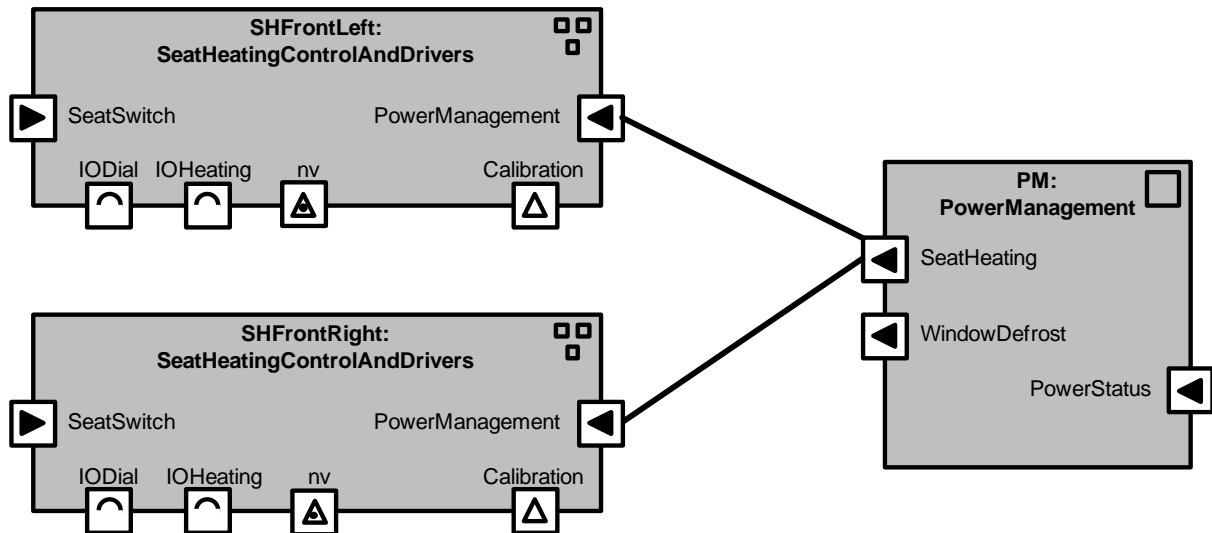 SHFrontLeft:
SeatHeatingControlAndDrivers
SeatSwitch
PowerManagement
IODial
IOHeating
nv
Calibration
PM:
PowerManagement
SeatHeating
WindowDefrost
PowerStatus
SHFrontRight:
SeatHeatingControlAndDrivers
SeatSwitch
PowerManagement
IODial
IOHeating
nv
Calibration